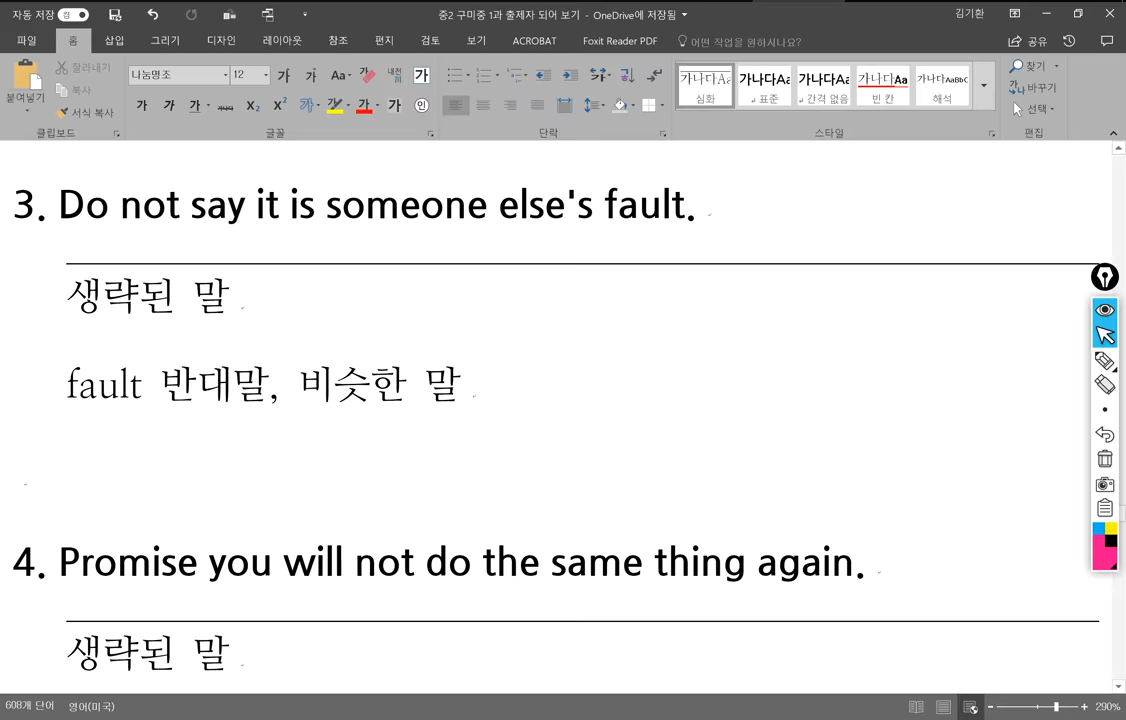 자동 저장 켬 중2 구미중 1과 출제자 되어 보기 - OneDrive에 저장됨 김기환
파일 홈 삽입 그리기 디자인 레이아웃 참조 편지 검토 보기 ACROBAT Foxit Reader PDF 어떤 작업을 원하시나요? 공유
붙여넣기 잘라내기 복사 서식 복사 클립보드
나눔명조 12 글꼴
단락
가나다Aa 심화 가나다Aa 표준 가나다Aa 간격 없음 가나다Aa 빈 칸 가나다AaBbC 해석 스타일
찾기 바꾸기 선택 편집
3. Do not say it is someone else's fault.
생략된 말
fault 반대말, 비슷한 말
4. Promise you will not do the same thing again.
생략된 말
608개 단어 영어(미국) 290%